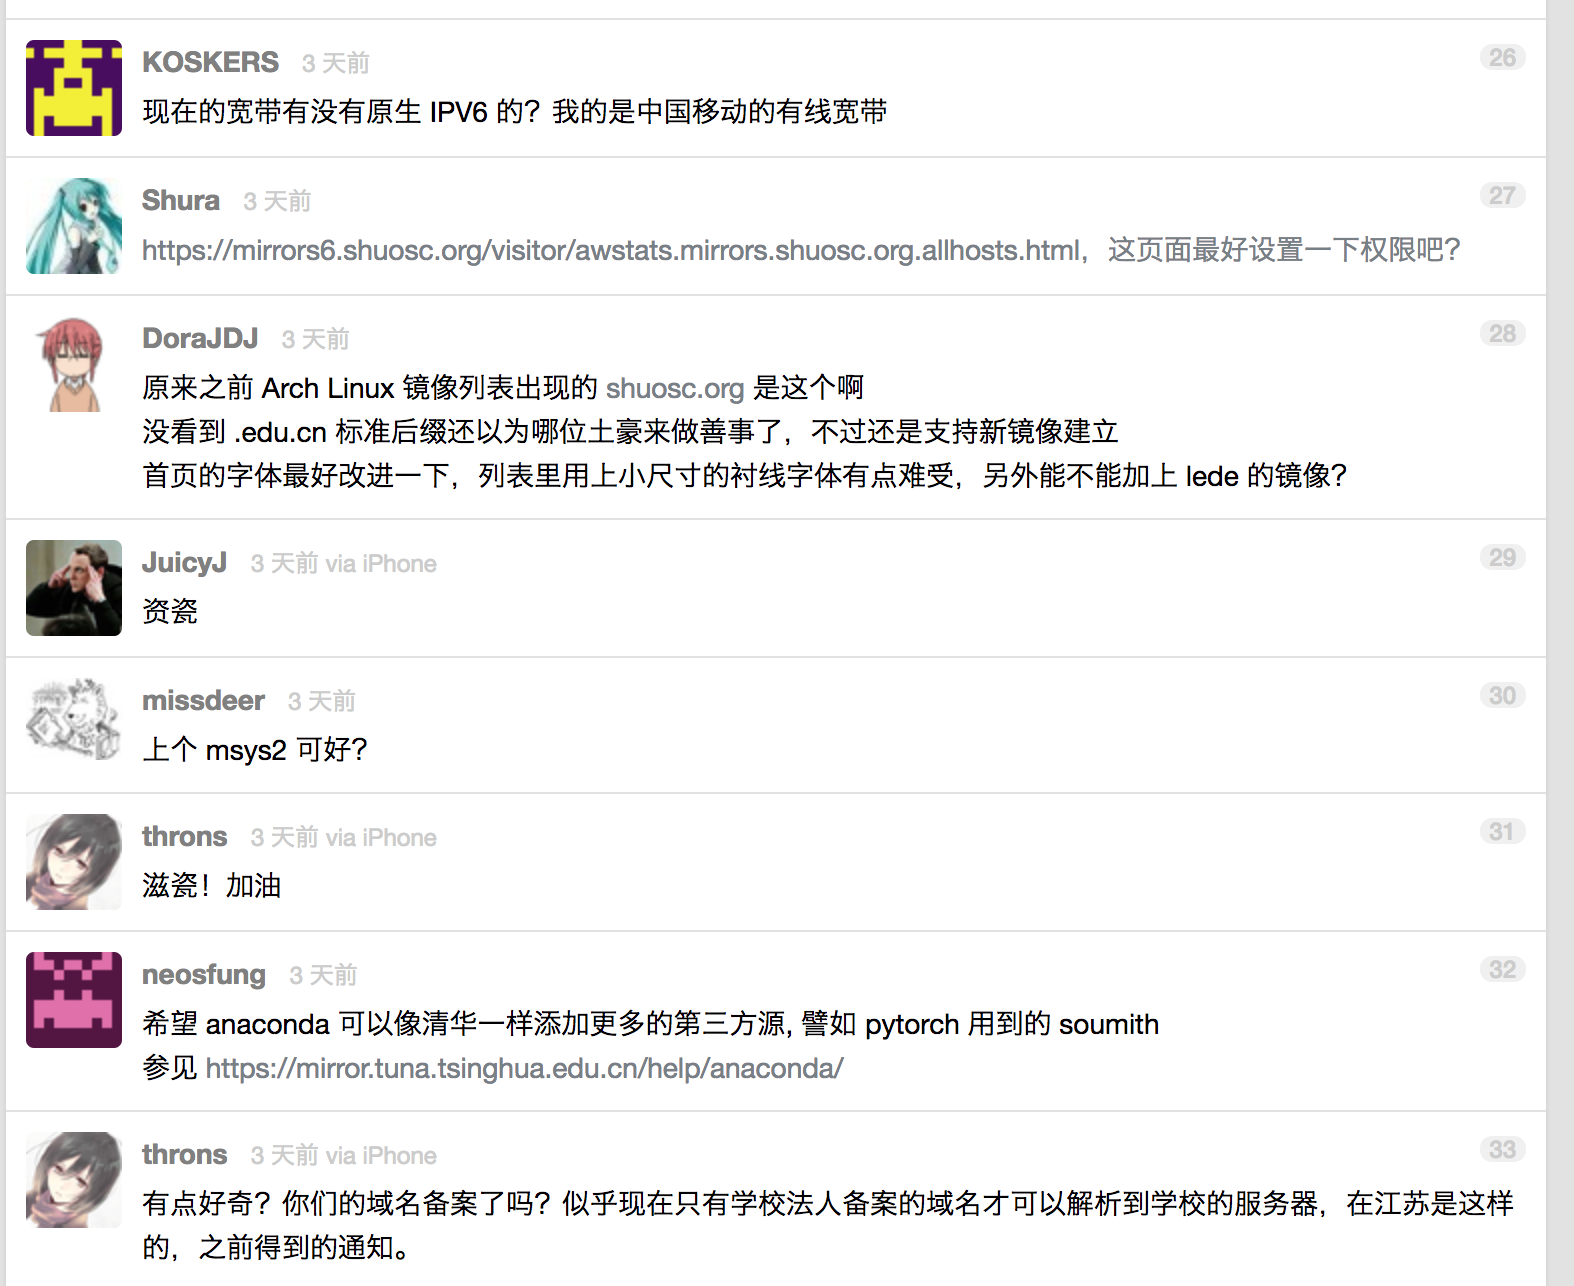 KOSKERS 3 天前 26
现在的宽带有没有原生 IPV6 的？我的是中国移动的有线宽带
Shura 3 天前 27
https://mirrors6.shuosc.org/visitor/awstats.mirrors.shuosc.org.allhosts.html，这页面最好设置一下权限吧？
DoraJDJ 3 天前 28
原来之前 Arch Linux 镜像列表出现的 shuosc.org 是这个啊
没看到 .edu.cn 标准后缀还以为哪位土豪来做善事了，不过还是支持新镜像建立
首页的字体最好改进一下，列表里用上小尺寸的衬线字体有点难受，另外能不能加上 lede 的镜像？
JuicyJ 3 天前 via iPhone 29
资瓷
missdeer 3 天前 30
上个 msys2 可好？
throns 3 天前 via iPhone 31
滋瓷！加油
neosfung 3 天前 32
希望 anaconda 可以像清华一样添加更多的第三方源, 譬如 pytorch 用到的 soumith
参见 https://mirror.tuna.tsinghua.edu.cn/help/anaconda/
throns 3 天前 via iPhone 33
有点好奇？你们的域名备案了吗？似乎现在只有学校法人备案的域名才可以解析到学校的服务器，在江苏是这样
的，之前得到的通知。